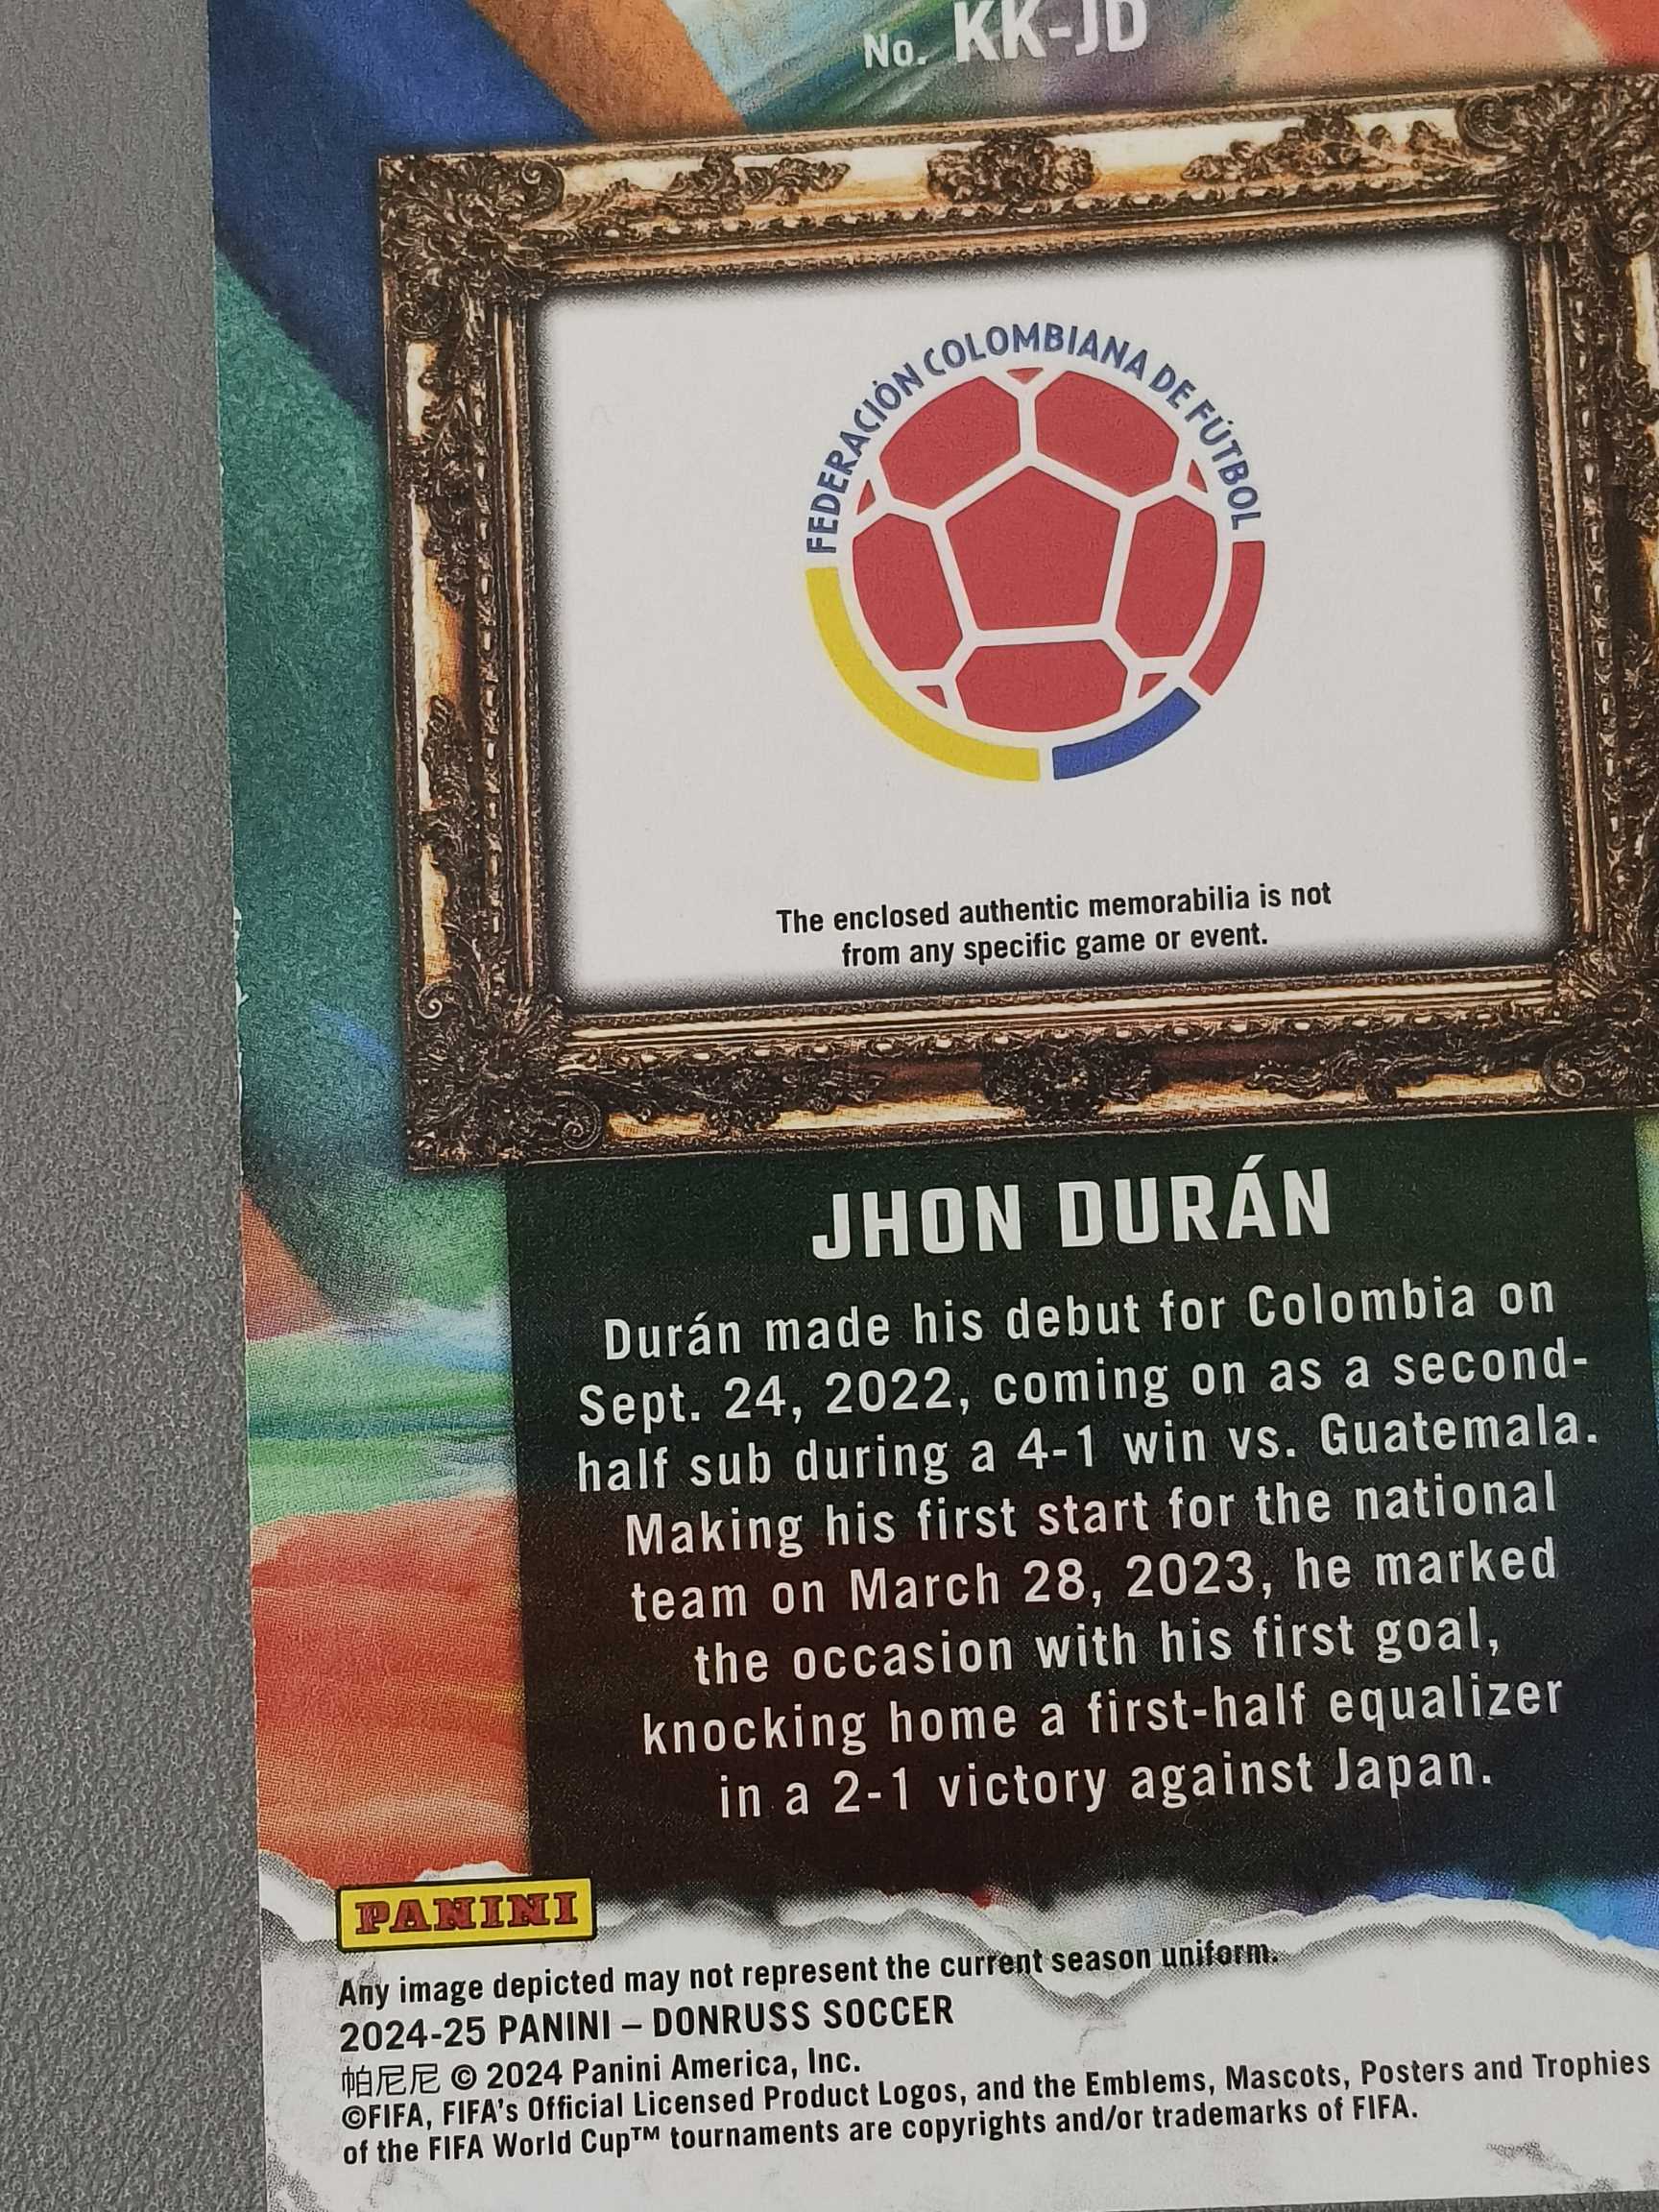 No. KK-JD
FEDERACIÓN COLOMBIANA DE FÚTBOL
The enclosed authentic memorabilia is not
from any specific game or event.
JHON DURÁN
Durán made his debut for Colombia on
Sept. 24, 2022, coming on as a second-
half sub during a 4-1 win vs. Guatemala.
Making his first start for the national
team on March 28, 2023, he marked
the occasion with his first goal,
knocking home a first-half equalizer
in a 2-1 victory against Japan.
PANINI
Any image depicted may not represent the current season uniform.
2024-25 PANINI – DONRUSS SOCCER
帕尼尼 © 2024 Panini America, Inc.
©FIFA, FIFA's Official Licensed Product Logos, and the Emblems, Mascots, Posters and Trophies
of the FIFA World Cup™ tournaments are copyrights and/or trademarks of FIFA.